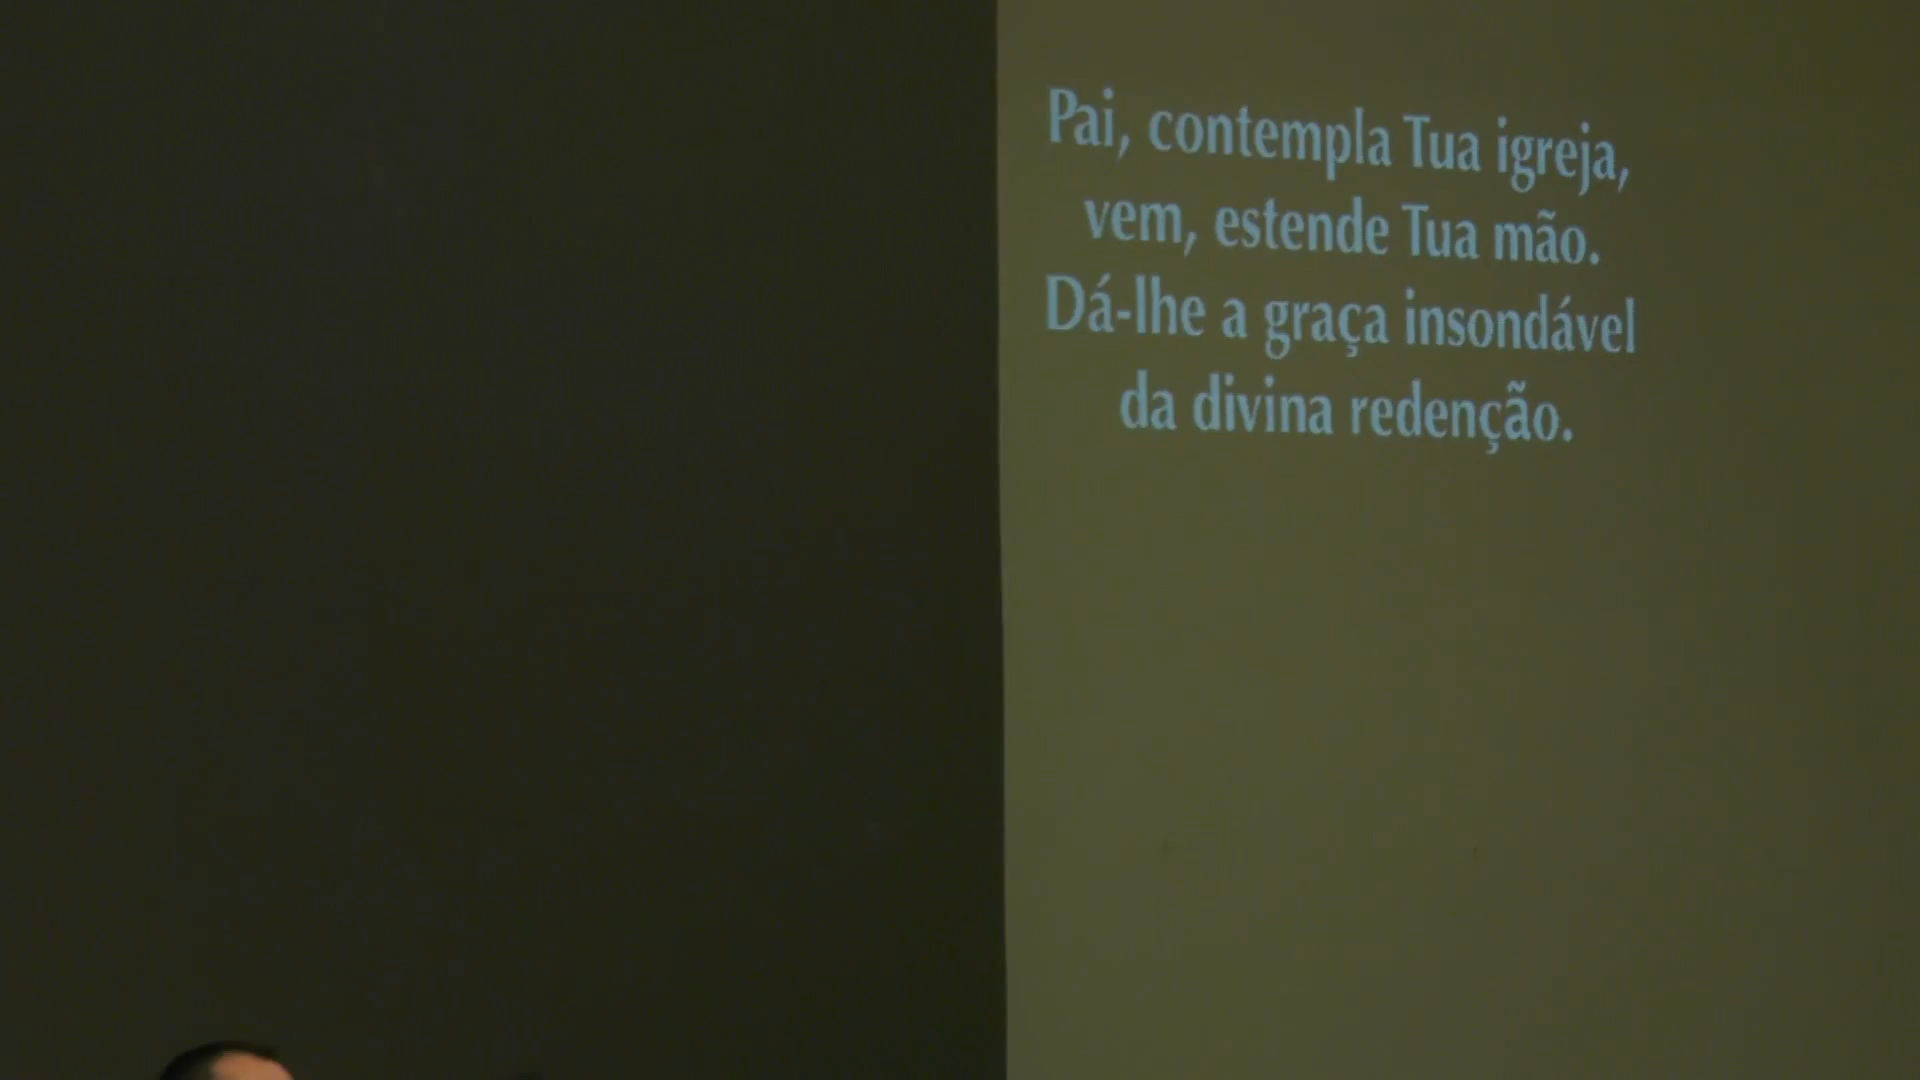 Pai, contempla Tua igreja,
vem, estende Tua mão.
Dá-lhe a graça insondável
da divina redenção.